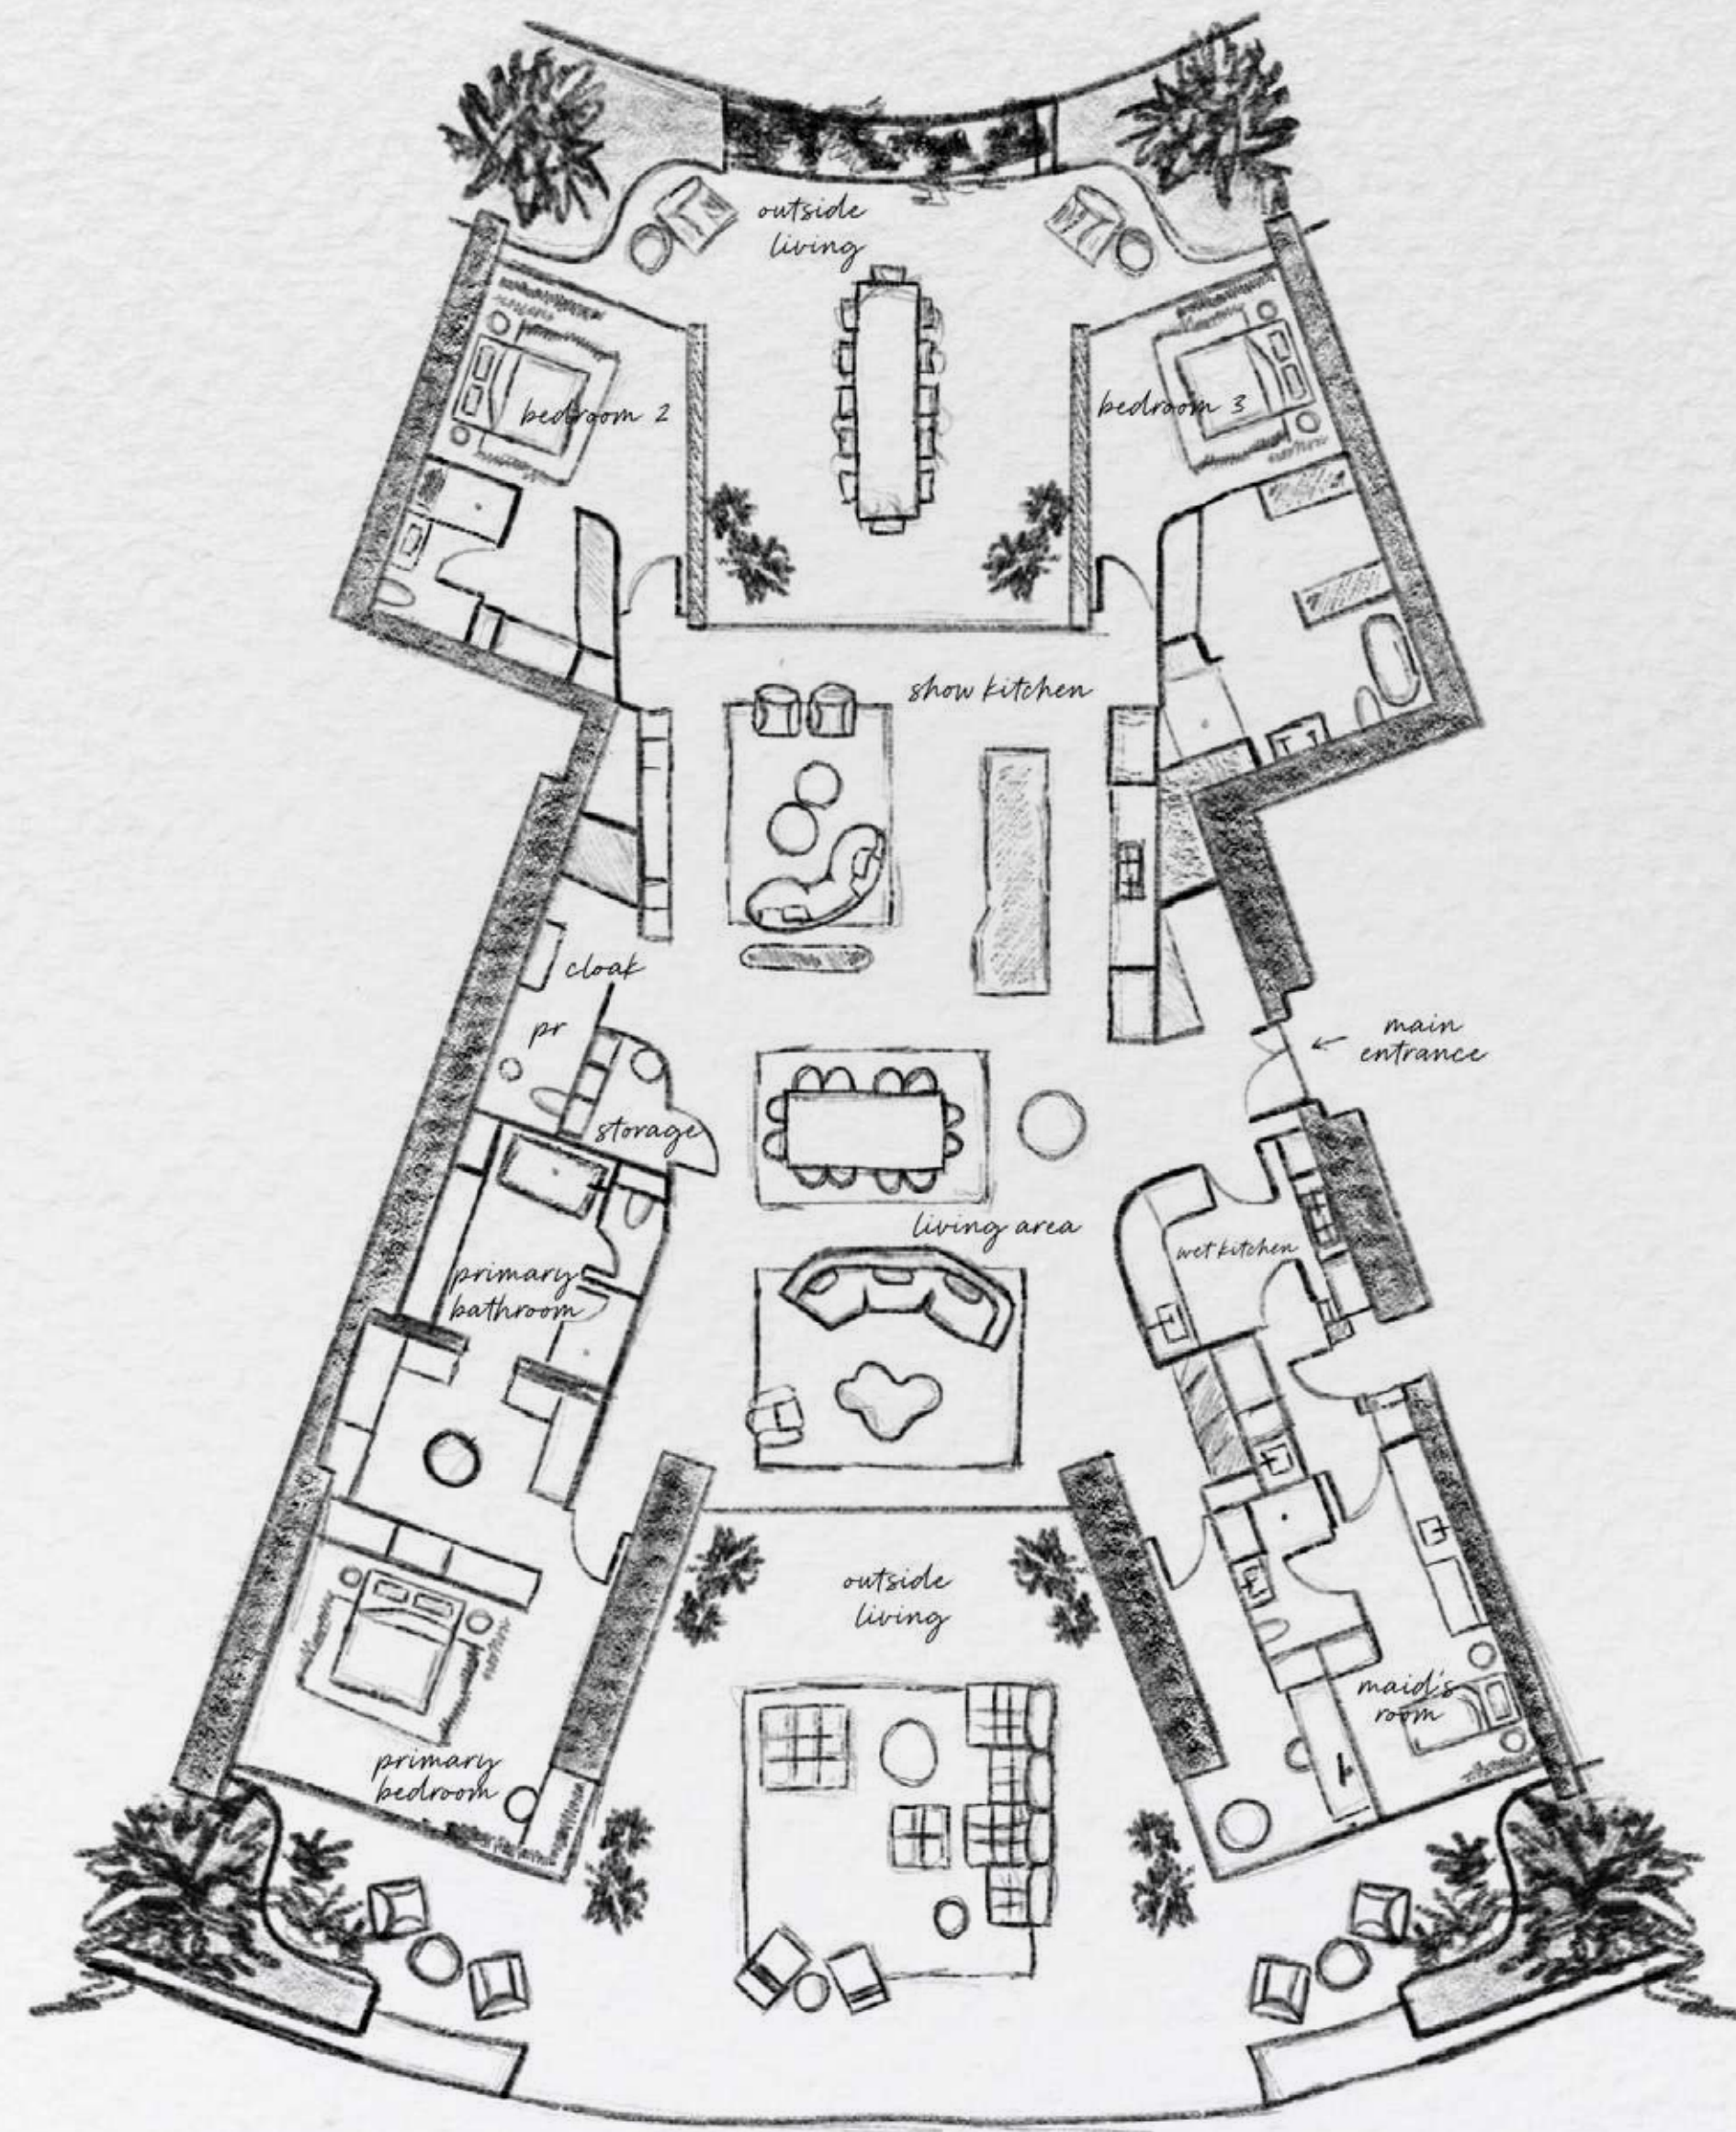 outside
living
bedroom 2
bedroom 3
show kitchen
cloak
pr
main
entrance
storage
living area
wet kitchen
primary
bathroom
outside
living
maid's
room
primary
bedroom